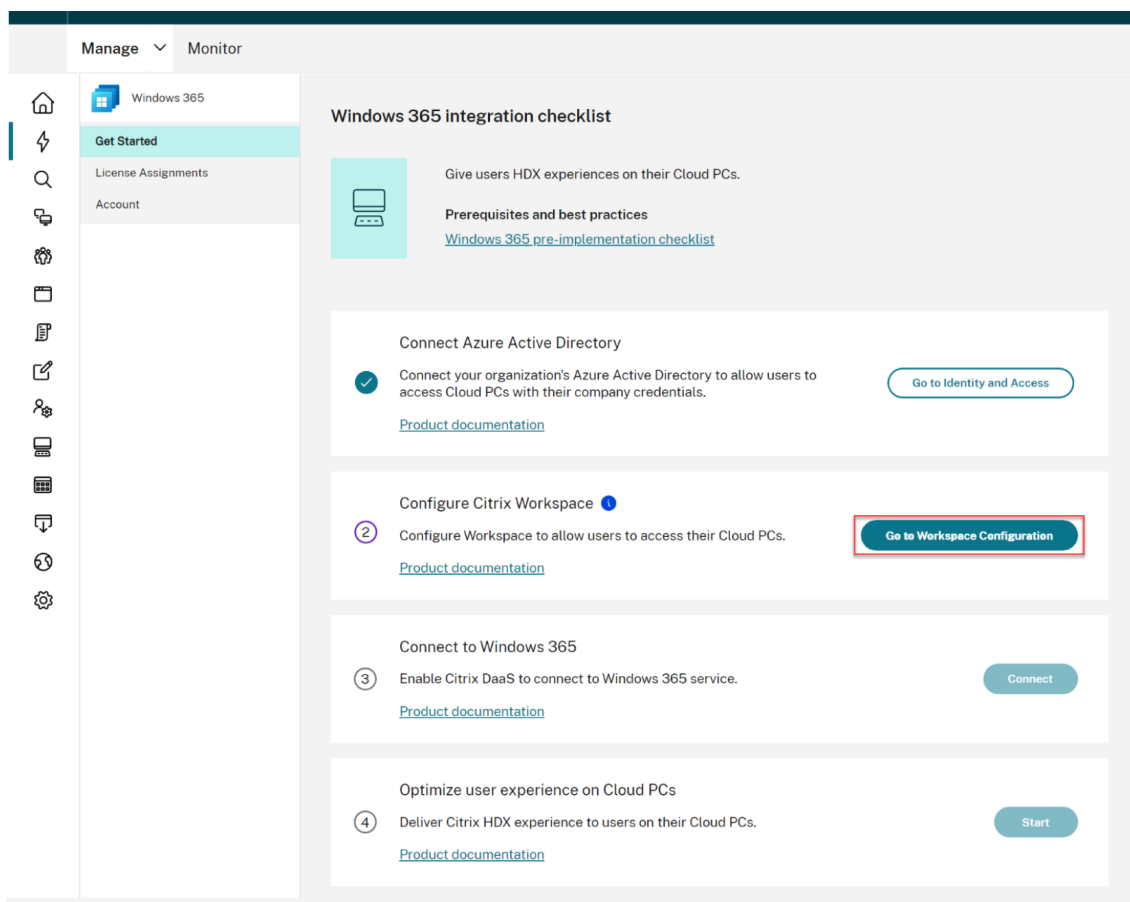 Manage Monitor
Windows 365
Get Started
License Assignments
Account
Windows 365 integration checklist
Give users HDX experiences on their Cloud PCs.
Prerequisites and best practices
Windows 365 pre-implementation checklist
Connect Azure Active Directory
Connect your organization's Azure Active Directory to allow users to
access Cloud PCs with their company credentials.
Go to Identity and Access
Product documentation
Configure Citrix Workspace i
2
Configure Workspace to allow users to access their Cloud PCs.
Go to Workspace Configuration
Product documentation
Connect to Windows 365
3
Enable Citrix DaaS to connect to Windows 365 service.
Connect
Product documentation
Optimize user experience on Cloud PCs
4
Deliver Citrix HDX experience to users on their Cloud PCs.
Start
Product documentation